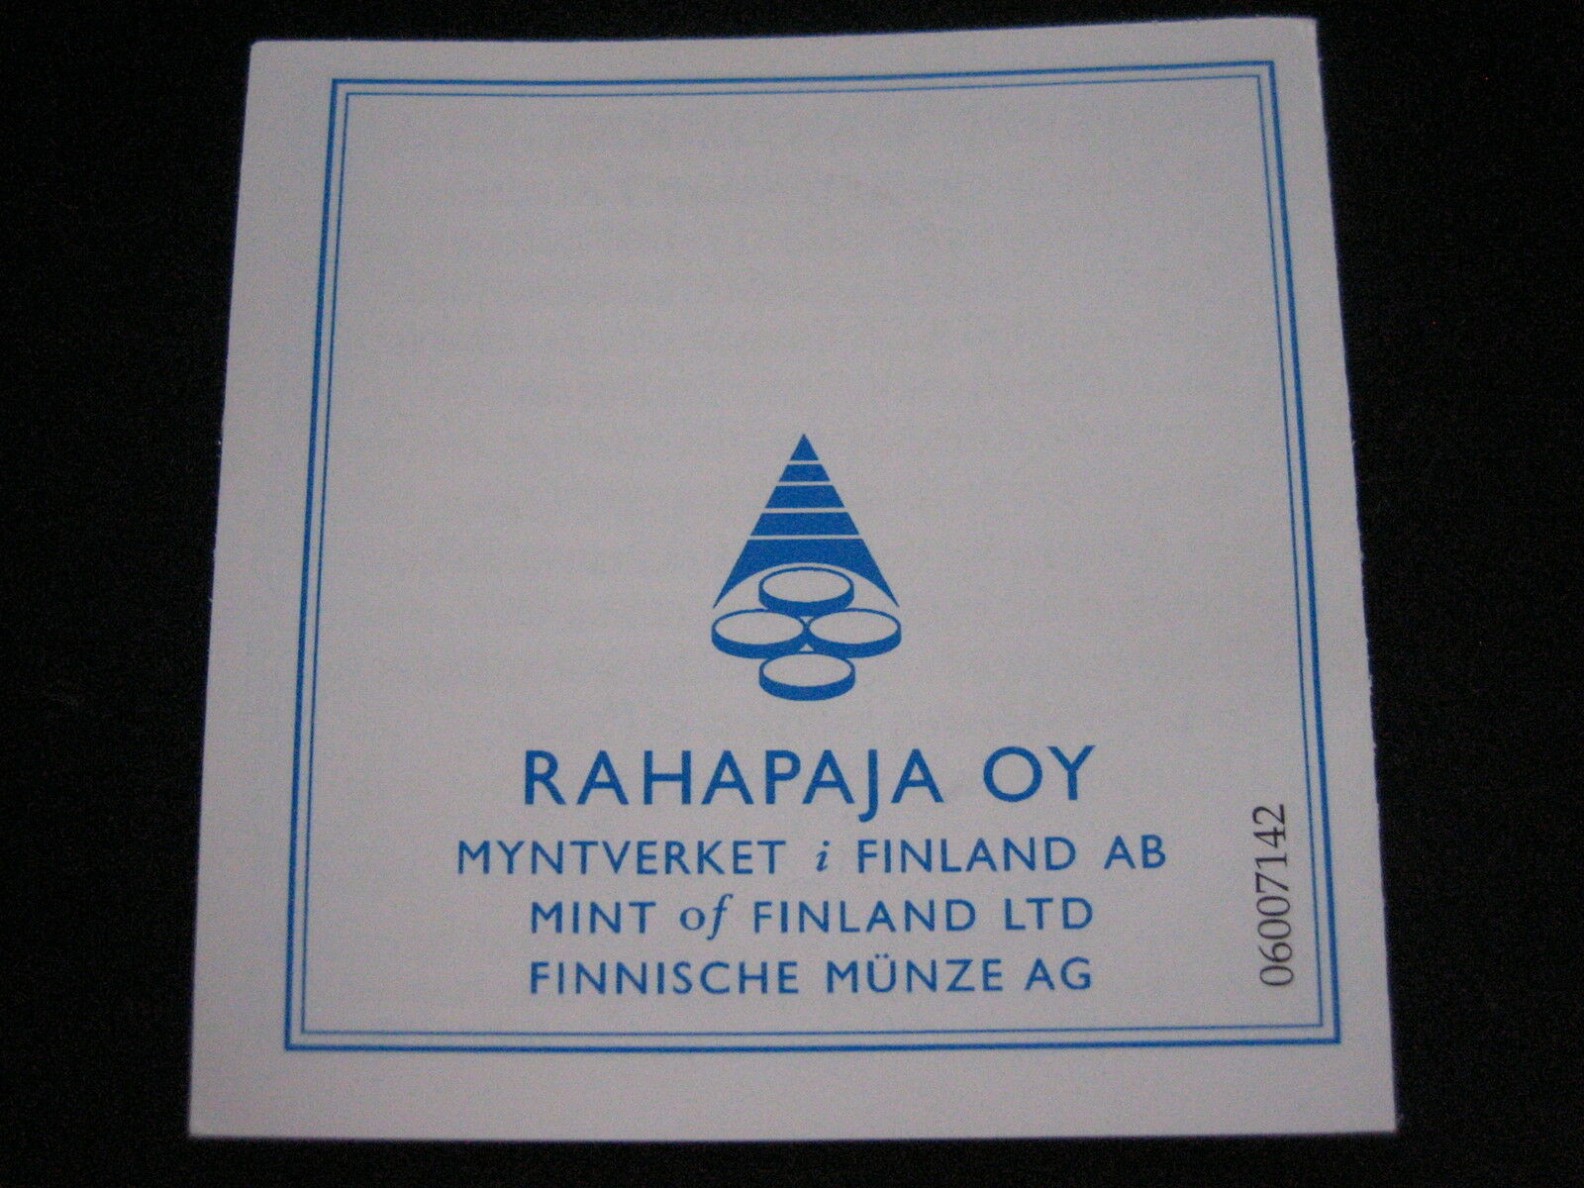 RAHAPAJA OY
MYNTVERKET i FINLAND AB
MINT of FINLAND LTD
FINNISCHE MÜNZE AG
06007142